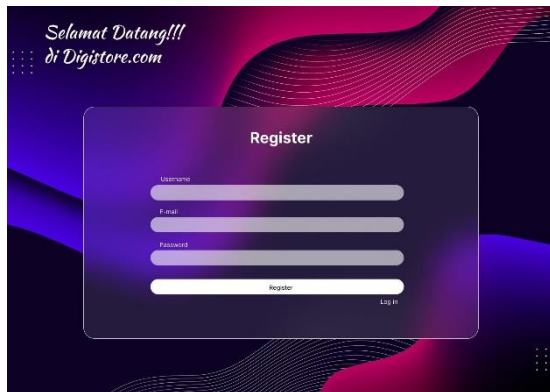 Selamat Datang!!!
di Digistore.com
Register
Username
E-mail
Password
Register
Log in